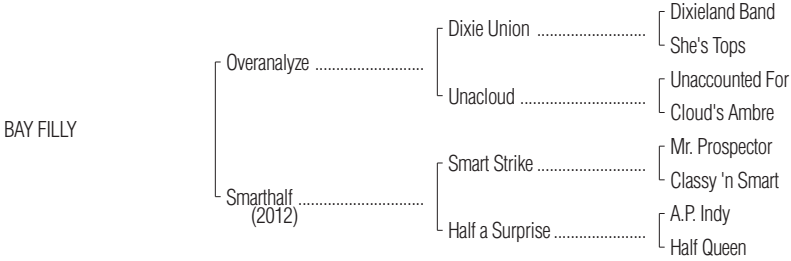 Dixieland Band
Dixie Union ..........................
She's Tops
Overanalyze ..........................
Unaccounted For
Unacloud ..............................
Cloud's Ambre
BAY FILLY
Mr. Prospector
Smart Strike ..........................
Classy 'n Smart
Smarthalf ..............................
(2012)
A.P. Indy
Half a Surprise ......................
Half Queen